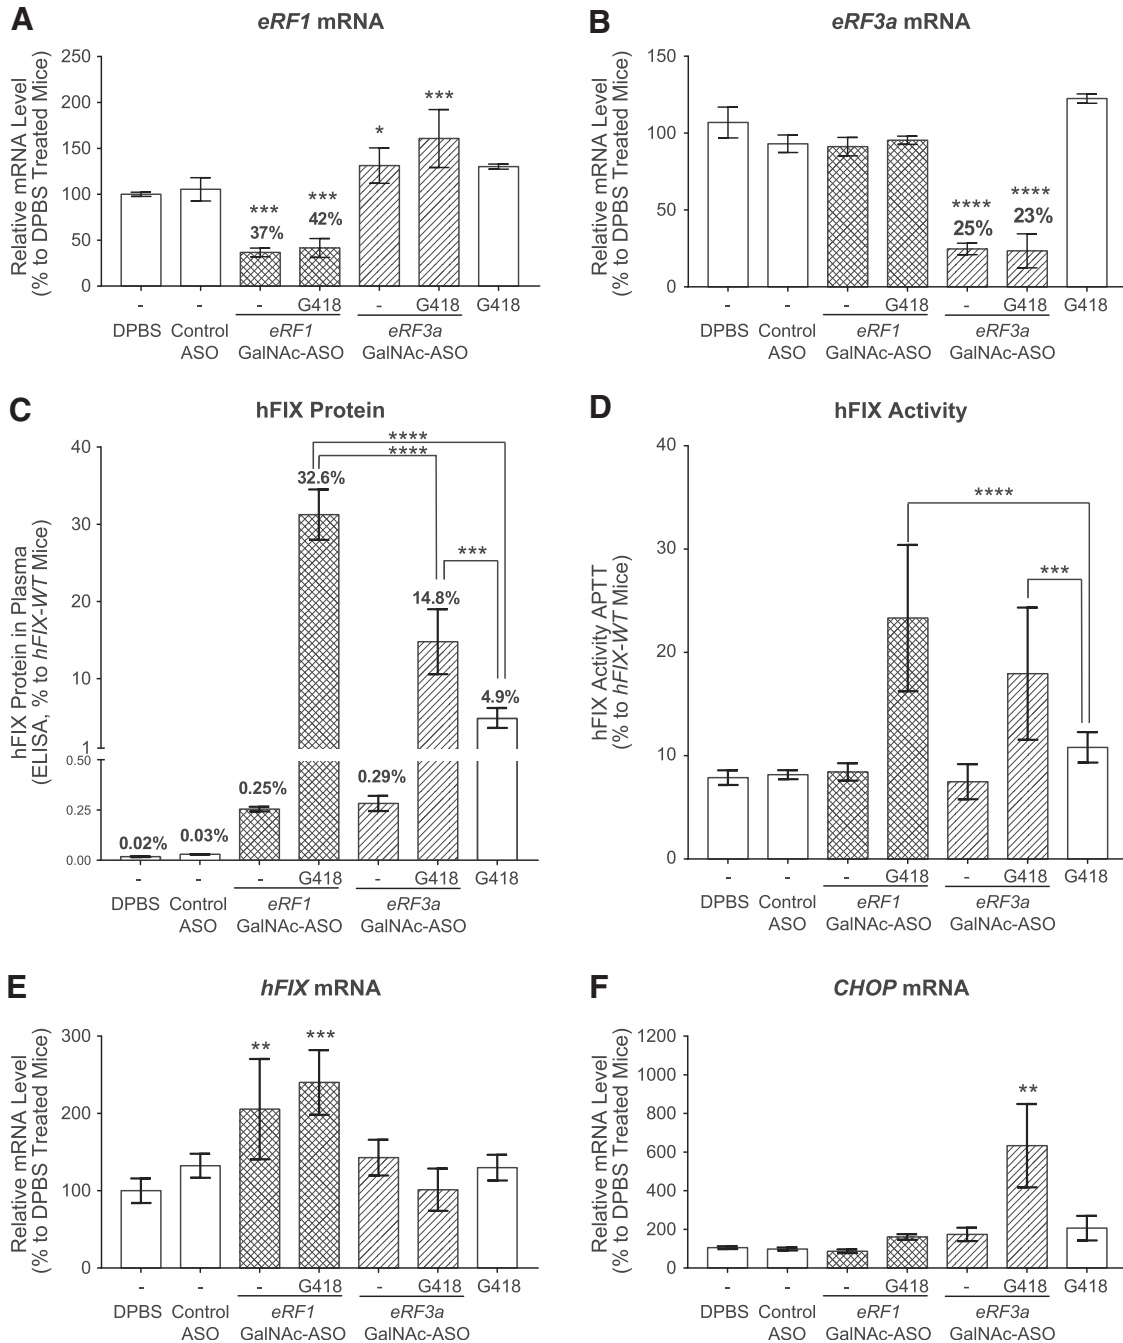 A
eRF1 mRNA
Relative mRNA Level
(% to DPBS Treated Mice)
250
200
150
100
50
0
***
37%
***
42%
*
***
-
-
-
G418
-
G418
G418
DPBS
Control
ASO
eRF1
GalNAc-ASO
eRF3a
GalNAc-ASO
B
eRF3a mRNA
Relative mRNA Level
(% to DPBS Treated Mice)
150
100
50
0
****
25%
****
23%
-
-
-
G418
-
G418
G418
DPBS
Control
ASO
eRF1
GalNAc-ASO
eRF3a
GalNAc-ASO
C
hFIX Protein
hFIX Protein in Plasma
(ELISA, % to hFIX-WT Mice)
40
30
20
10
1
0.50
0.25
0.00
****
****
***
0.02%
0.03%
0.25%
32.6%
0.29%
14.8%
4.9%
-
-
-
G418
-
G418
G418
DPBS
Control
ASO
eRF1
GalNAc-ASO
eRF3a
GalNAc-ASO
D
hFIX Activity
hFIX Activity APTT
(% to hFIX-WT Mice)
40
30
20
10
0
****
***
-
-
-
G418
-
G418
G418
DPBS
Control
ASO
eRF1
GalNAc-ASO
eRF3a
GalNAc-ASO
E
hFIX mRNA
Relative mRNA Level
(% to DPBS Treated Mice)
300
200
100
0
**
***
-
-
-
G418
-
G418
G418
DPBS
Control
ASO
eRF1
GalNAc-ASO
eRF3a
GalNAc-ASO
F
CHOP mRNA
Relative mRNA Level
(% to DPBS Treated Mice)
1200
1000
800
600
400
200
0
**
-
-
-
G418
-
G418
G418
DPBS
Control
ASO
eRF1
GalNAc-ASO
eRF3a
GalNAc-ASO